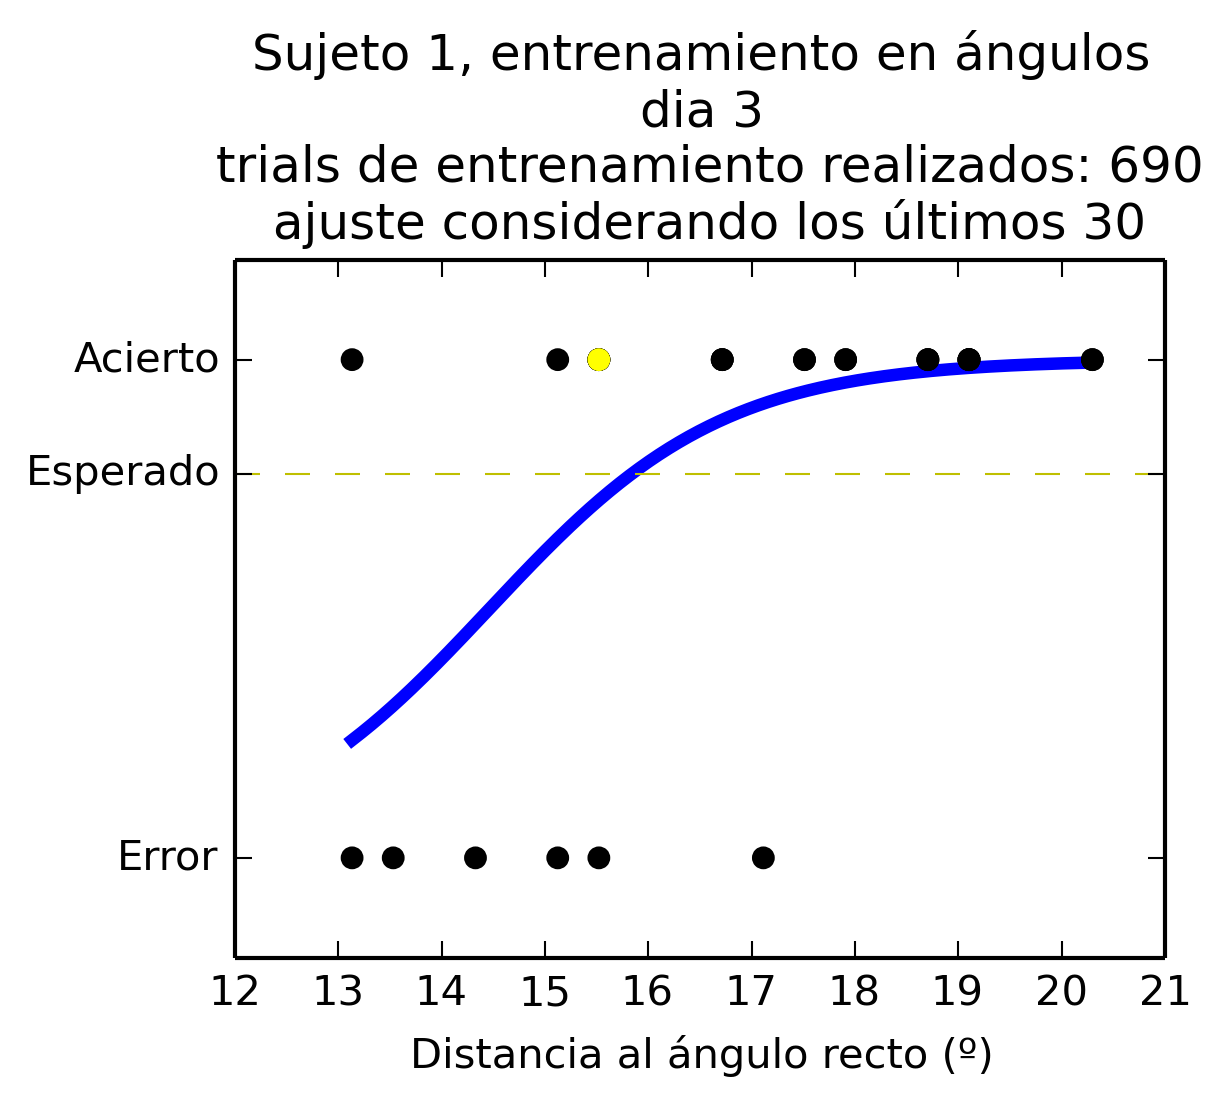 Sujeto 1, entrenamiento en ángulos
dia 3
trials de entrenamiento realizados: 690
ajuste considerando los últimos 30
Acierto
Esperado
Error
12 13 14 15 16 17 18 19 20 21
Distancia al ángulo recto (º)